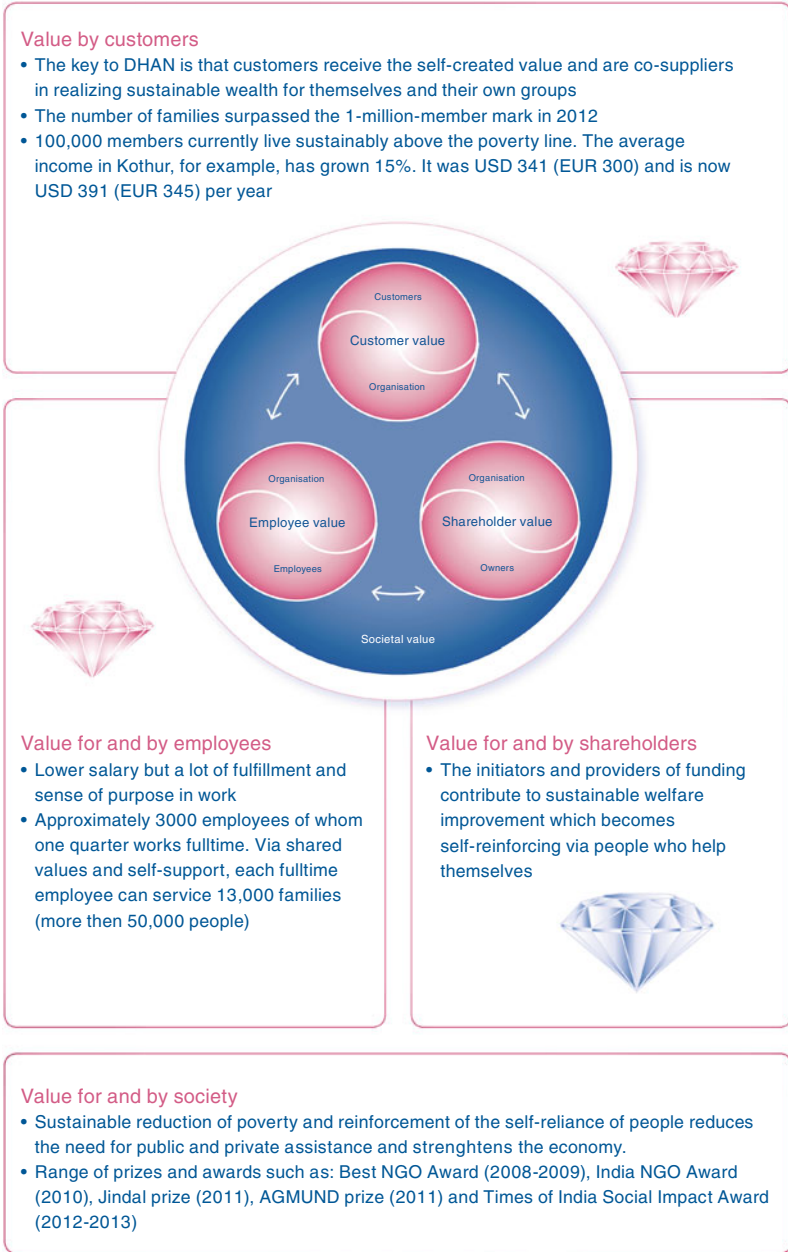 Value by customers
• The key to DHAN is that customers receive the self-created value and are co-suppliers
in realizing sustainable wealth for themselves and their own groups
• The number of families surpassed the 1-million-member mark in 2012
• 100,000 members currently live sustainably above the poverty line. The average
income in Kothur, for example, has grown 15%. It was USD 341 (EUR 300) and is now
USD 391 (EUR 345) per year
Customers
Customer value
Organisation
Organisation
Employee value
Employees
Organisation
Shareholder value
Owners
Societal value
Value for and by employees
• Lower salary but a lot of fulfillment and
sense of purpose in work
• Approximately 3000 employees of whom
one quarter works fulltime. Via shared
values and self-support, each fulltime
employee can service 13,000 families
(more then 50,000 people)
Value for and by shareholders
• The initiators and providers of funding
contribute to sustainable welfare
improvement which becomes
self-reinforcing via people who help
themselves
Value for and by society
• Sustainable reduction of poverty and reinforcement of the self-reliance of people reduces
the need for public and private assistance and strenghtens the economy.
• Range of prizes and awards such as: Best NGO Award (2008-2009), India NGO Award
(2010), Jindal prize (2011), AGMUND prize (2011) and Times of India Social Impact Award
(2012-2013)